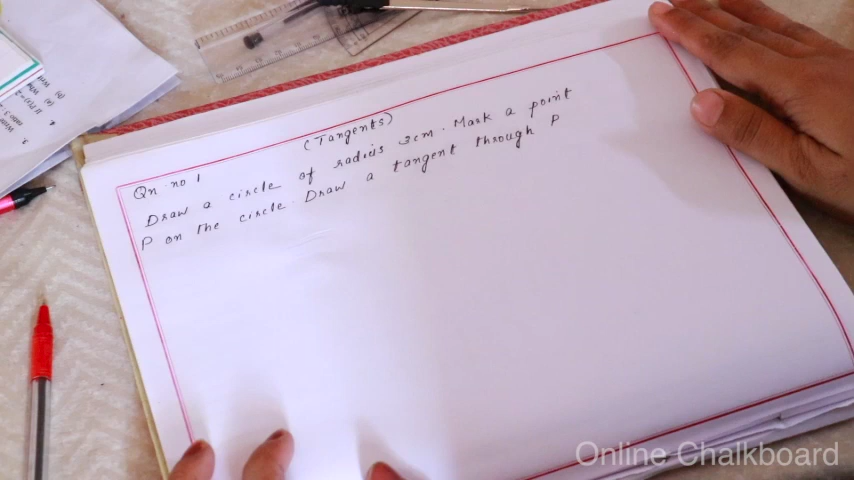 (Tangents)
Qn. no 1
Draw a circle of radius 3cm. Mark a point
P on the circle. Draw a tangent through P
Online Chalkboard